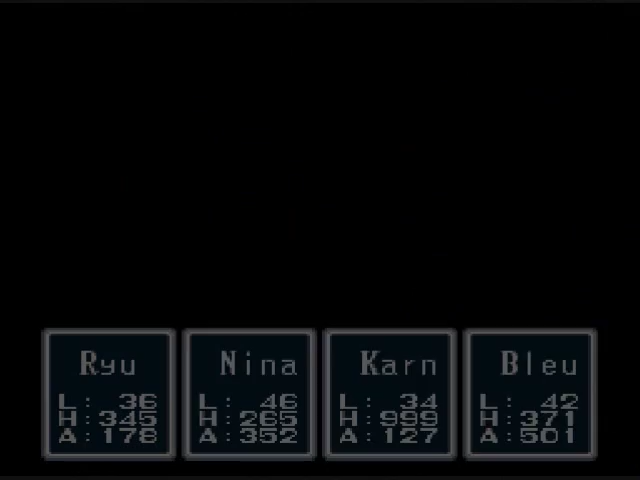 Ryu
L: 36
H:345
A:178
Nina
L: 46
H:265
A:352
Karn
L: 34
H:999
A:127
Bleu
L: 42
H:371
A:501